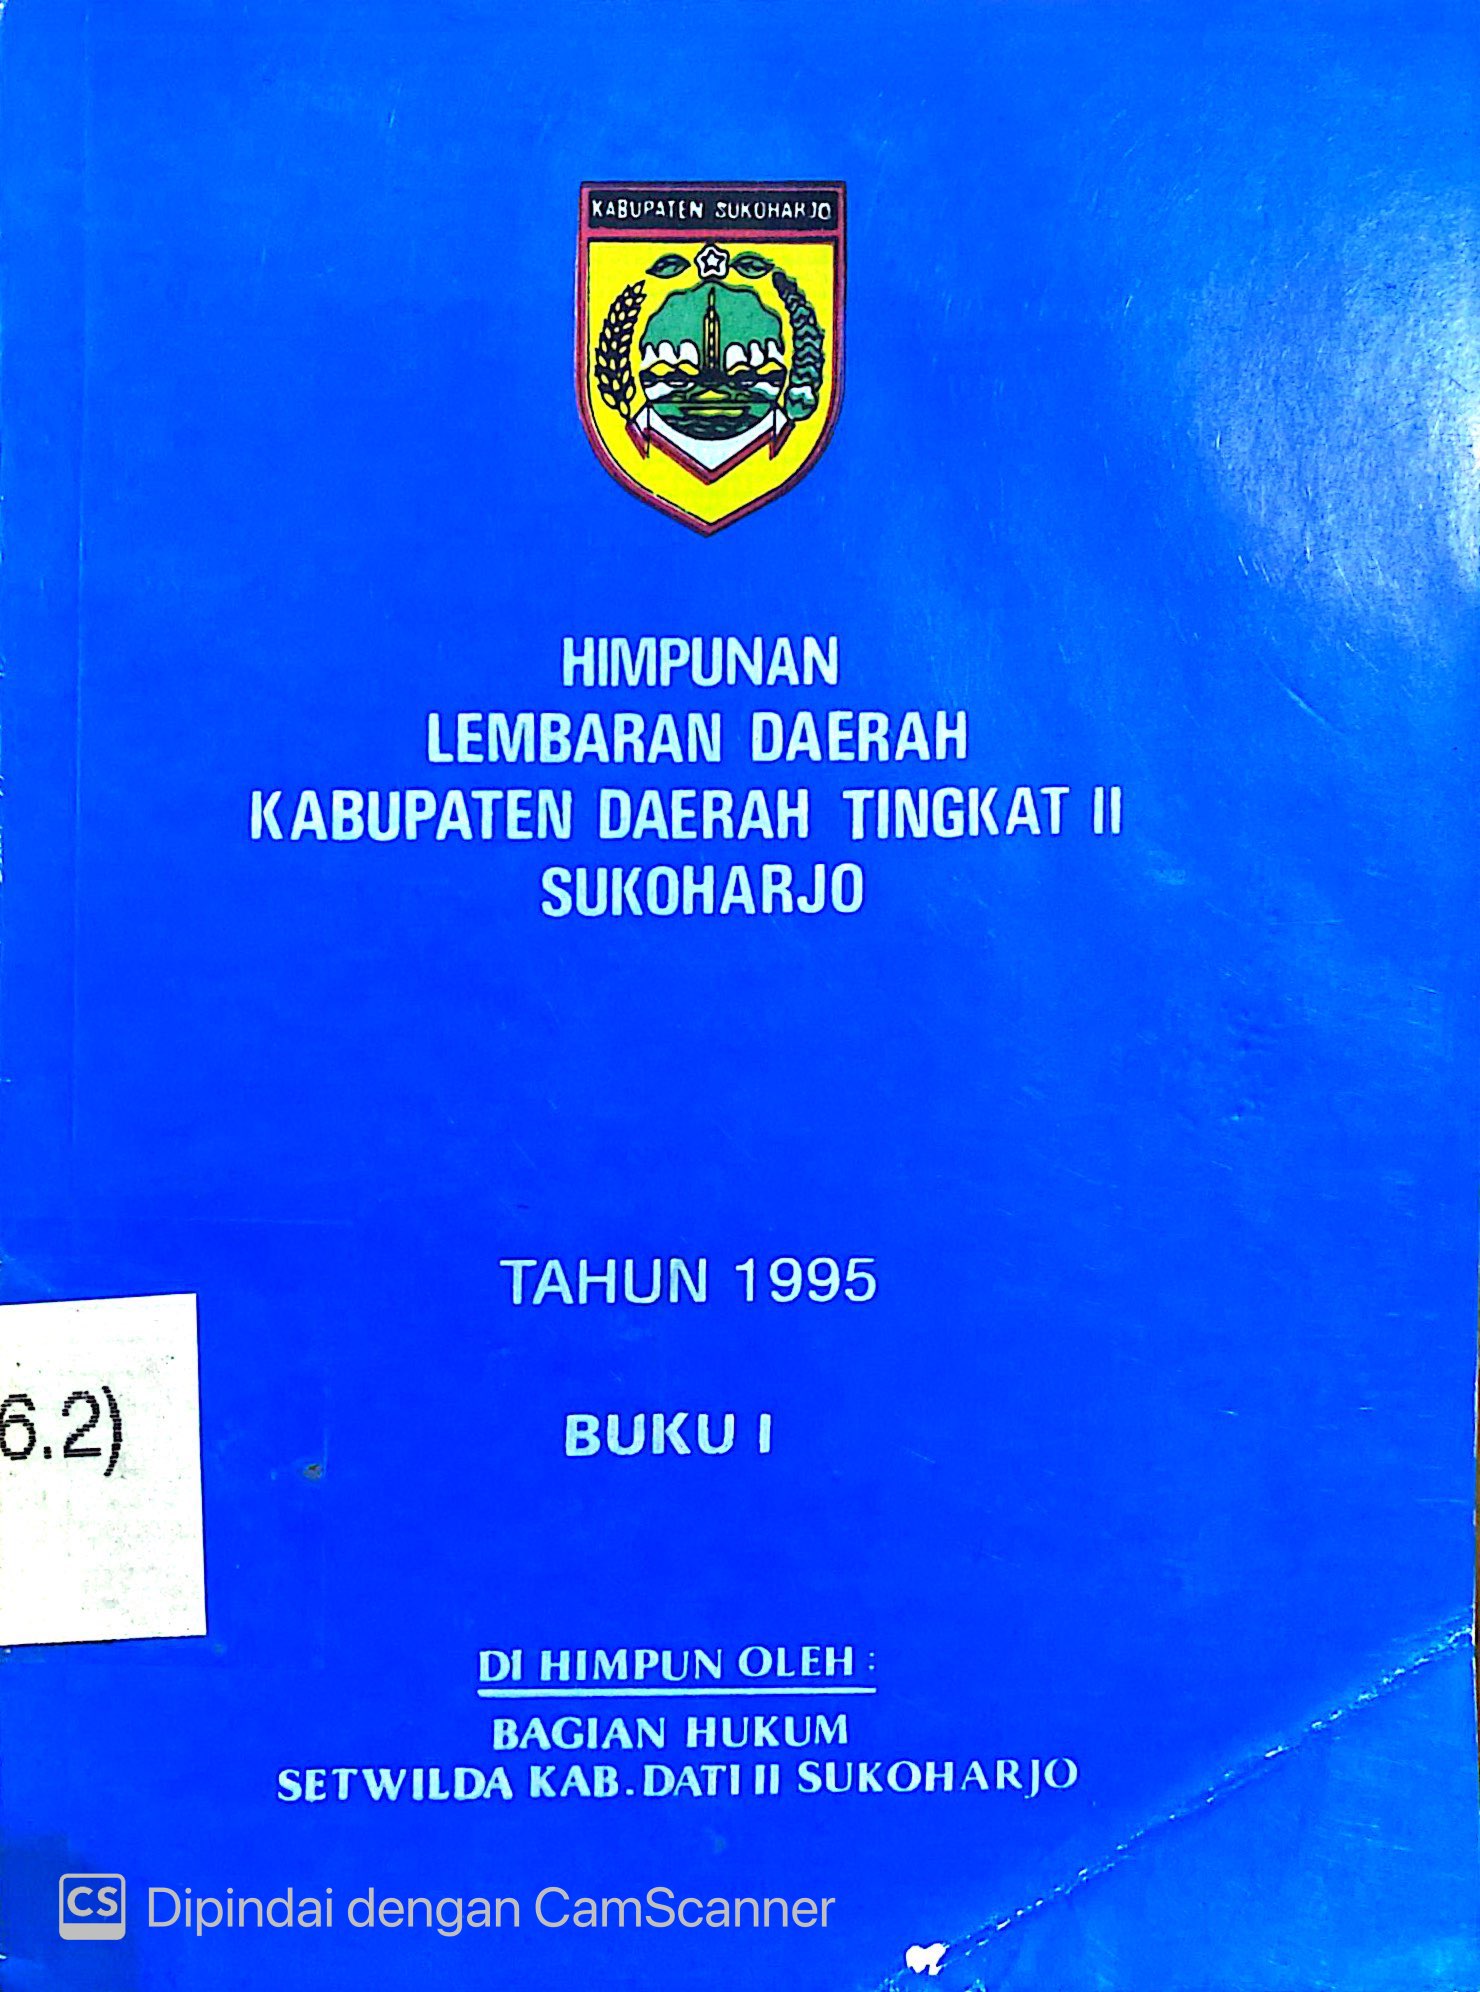 KABUPATEN SUKOHARJO
HIMPUNAN
LEMBARAN DAERAH
KABUPATEN DAERAH TINGKAT II
SUKOHARJO
TAHUN 1995
BUKU I
6.2)
DI HIMPUN OLEH :
BAGIAN HUKUM
SETWILDA KAB. DATI II SUKOHARJO
CS Dipindai dengan CamScanner